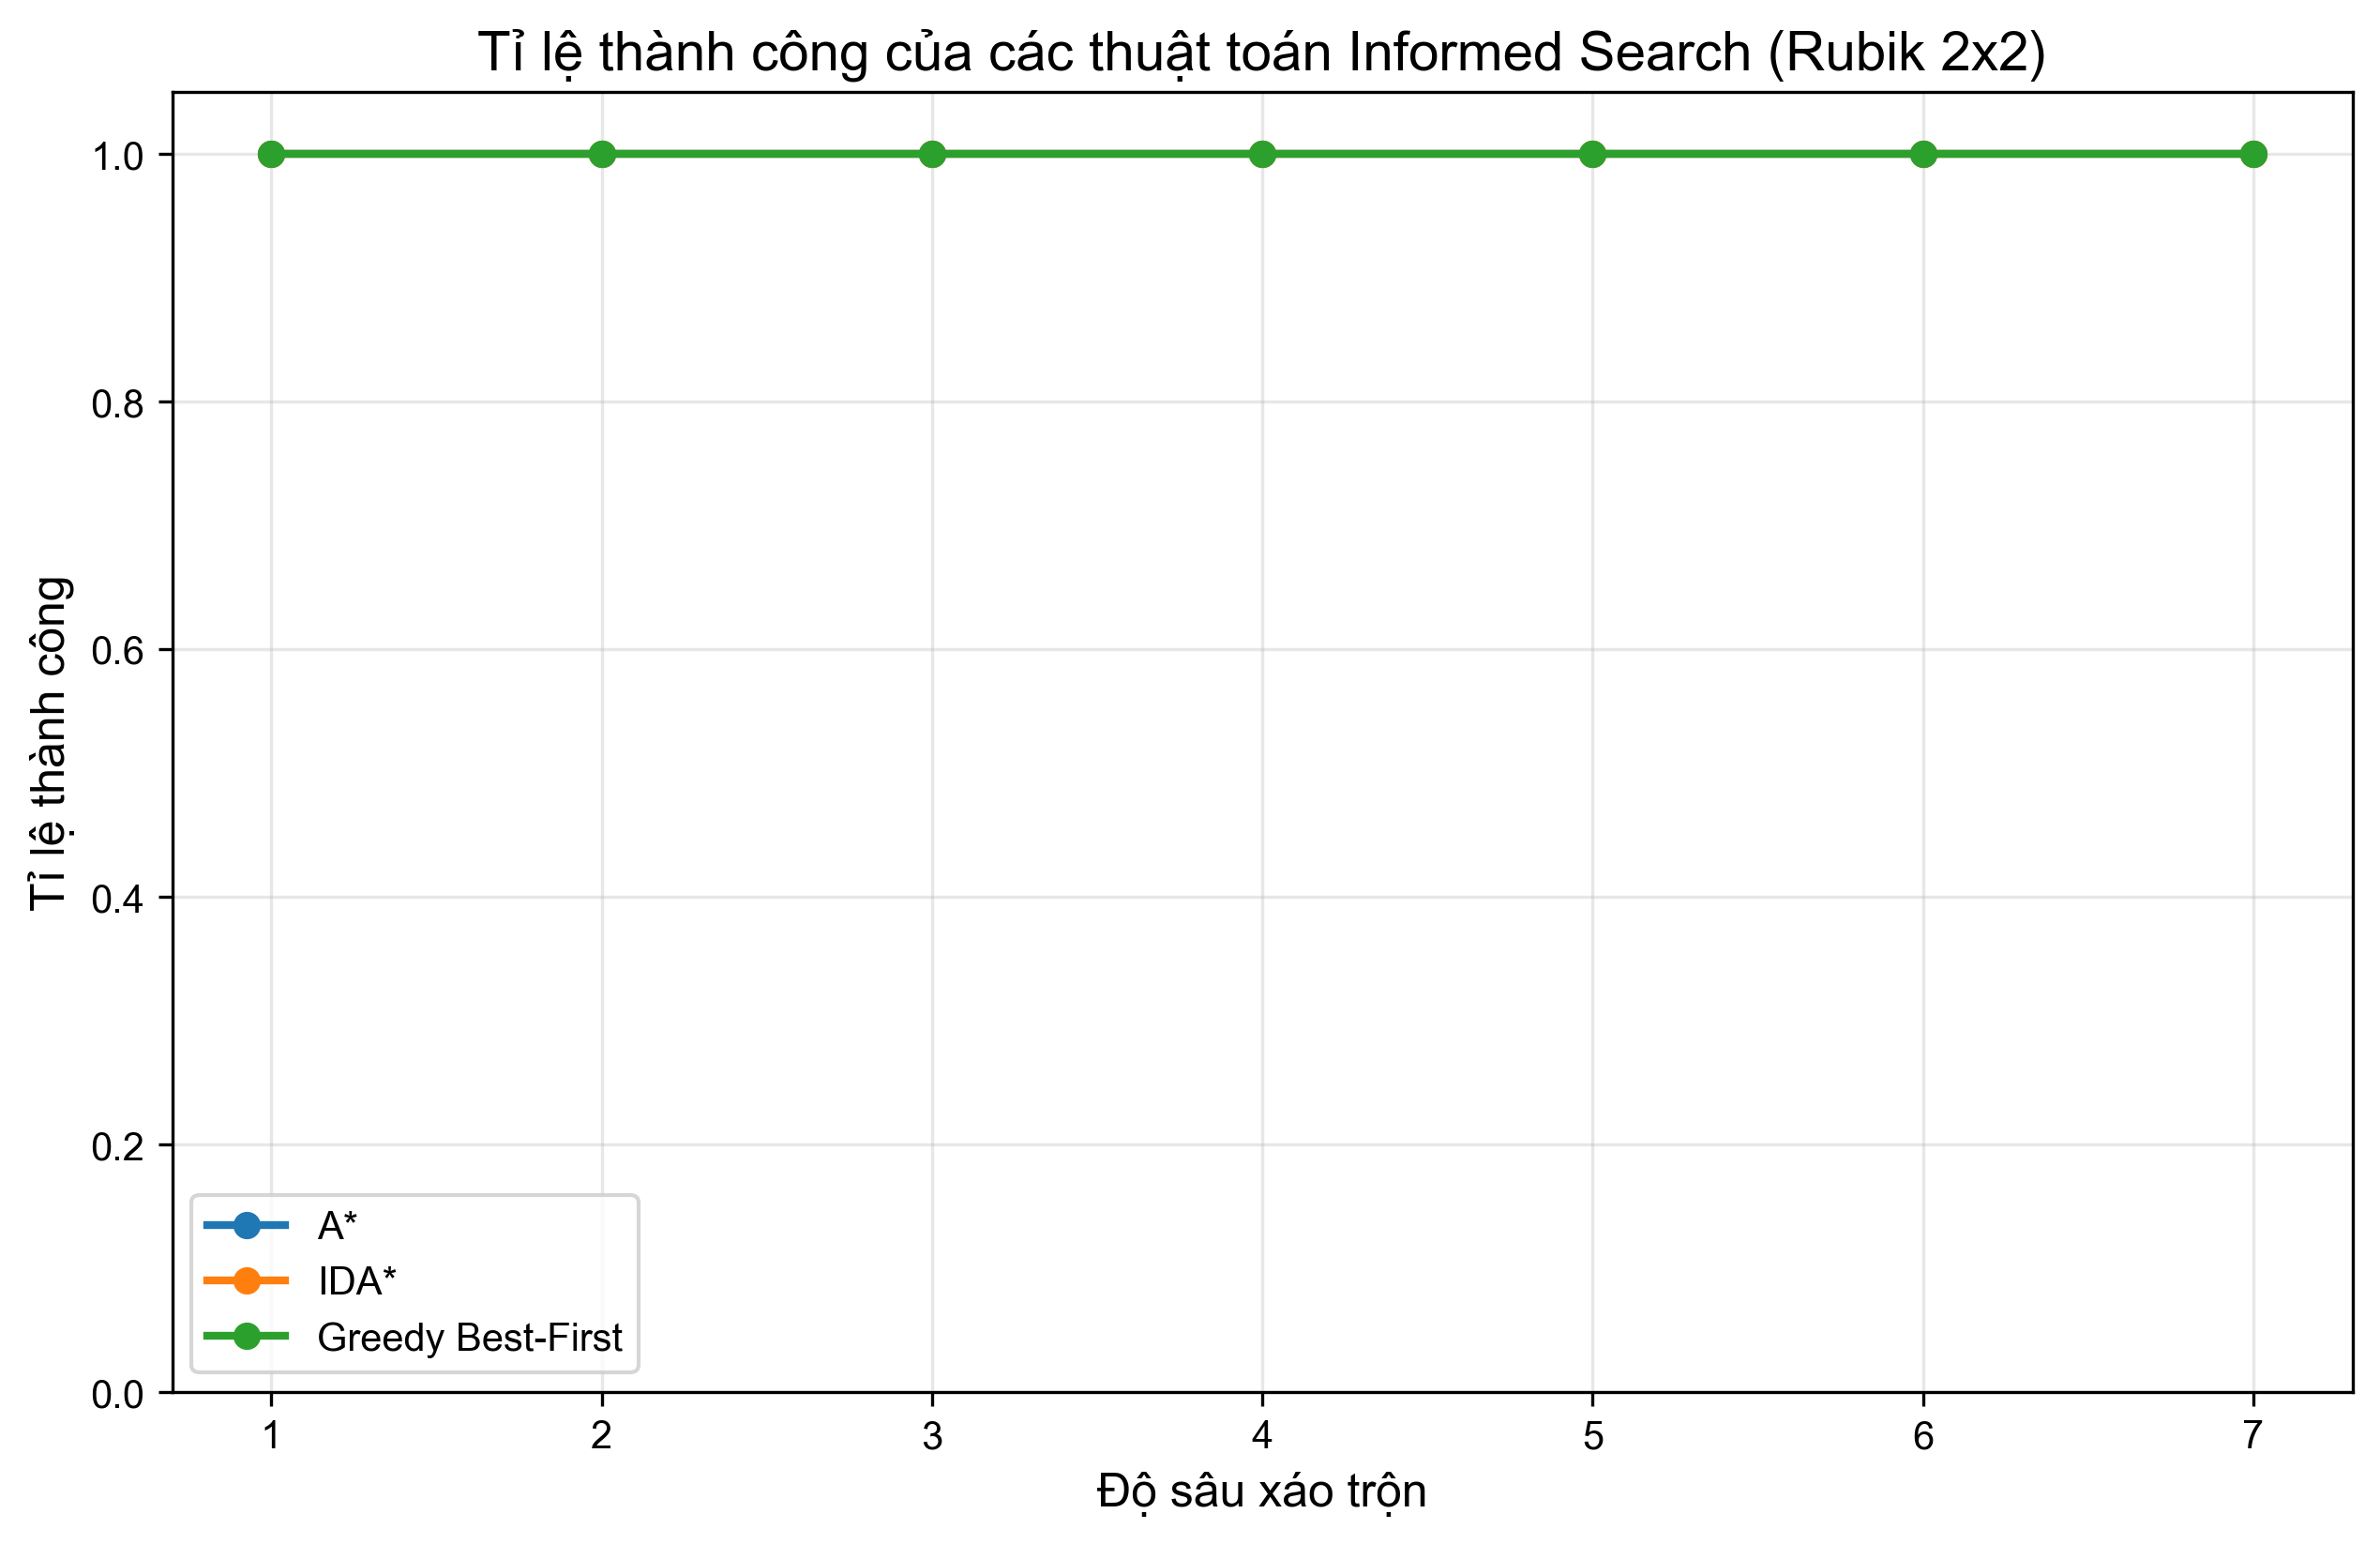 Tỉ lệ thành công của các thuật toán Informed Search (Rubik 2x2)
Tỉ lệ thành công
1.0
0.8
0.6
0.4
0.2
0.0
A*
IDA*
Greedy Best-First
1 2 3 4 5 6 7
Độ sâu xáo trộn